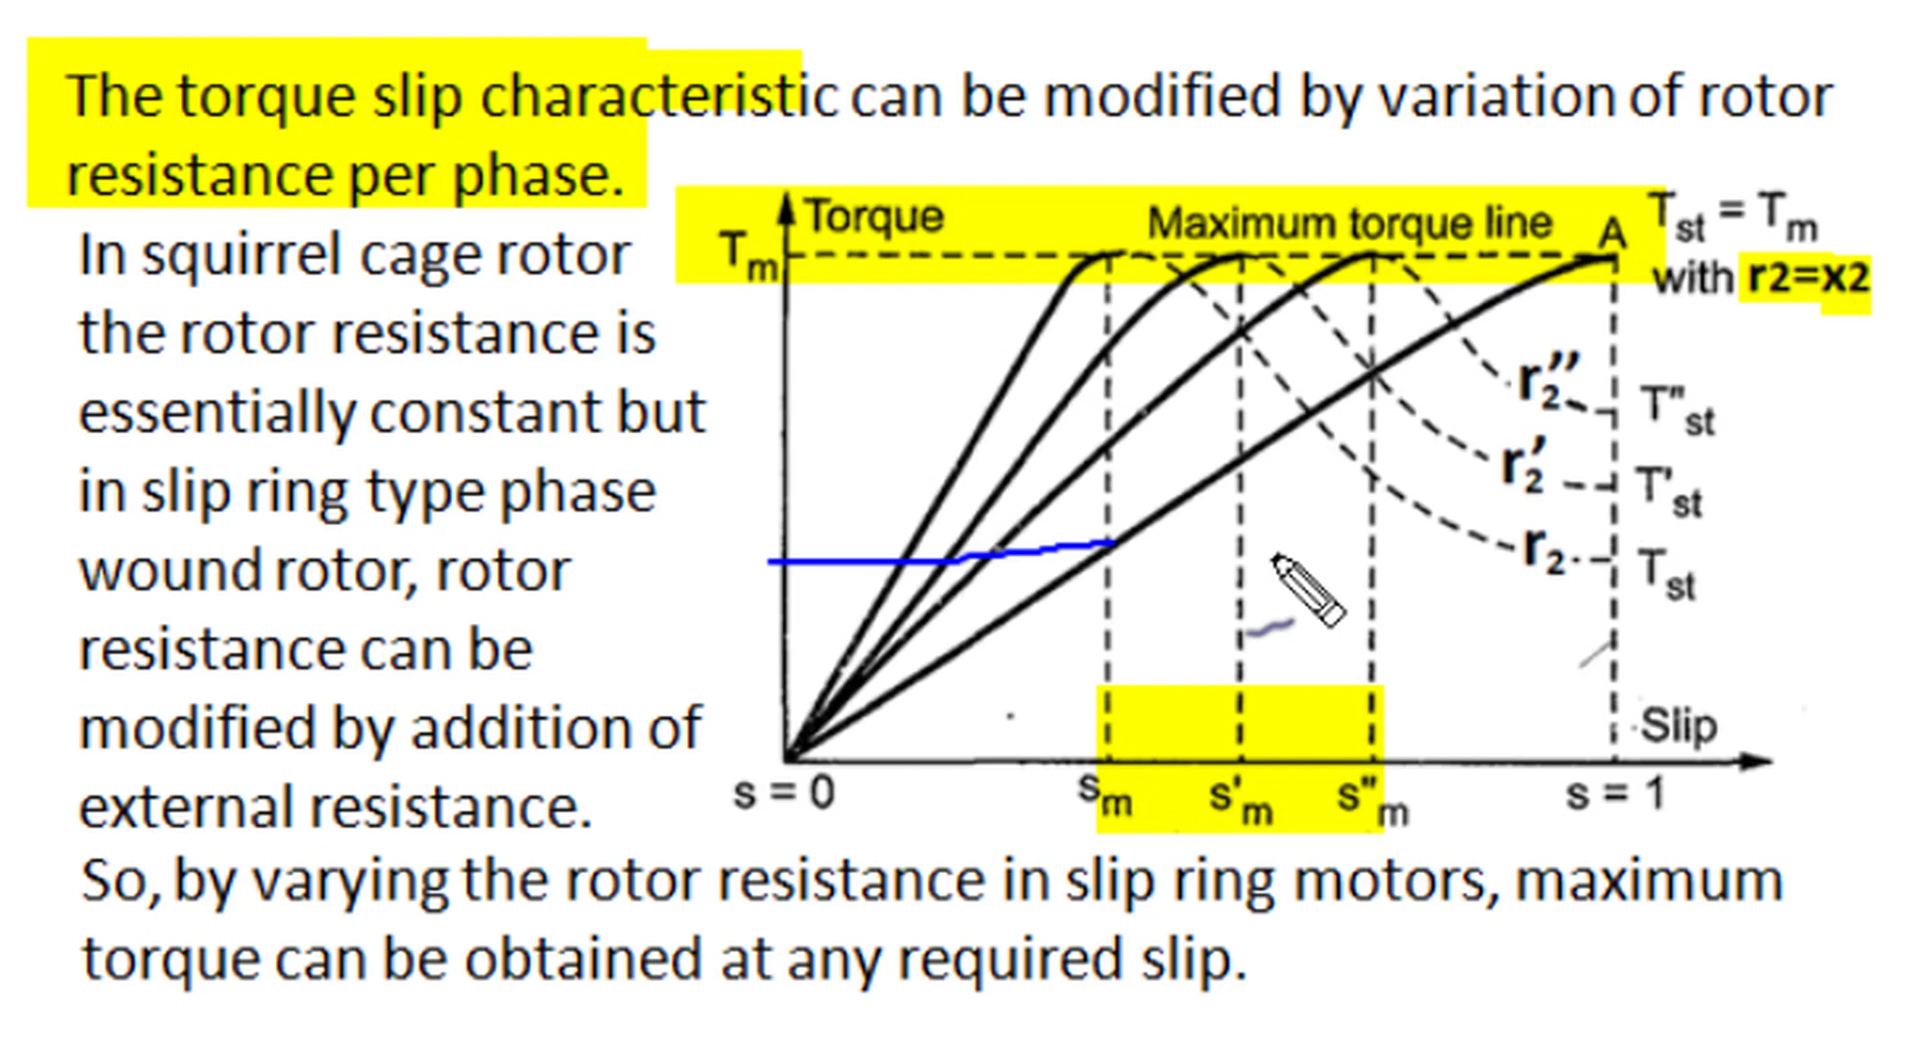 The torque slip characteristic can be modified by variation of rotor
resistance per phase.
In squirrel cage rotor
the rotor resistance is
essentially constant but
in slip ring type phase
wound rotor, rotor
resistance can be
modified by addition of
external resistance.
So, by varying the rotor resistance in slip ring motors, maximum
torque can be obtained at any required slip.
Torque
Maximum torque line
A
Tst = Tm
with r2=x2
Tm
r2''
T"st
r2'
T'st
r2
Tst
Slip
s = 0
sm
s'm
s"m
s = 1